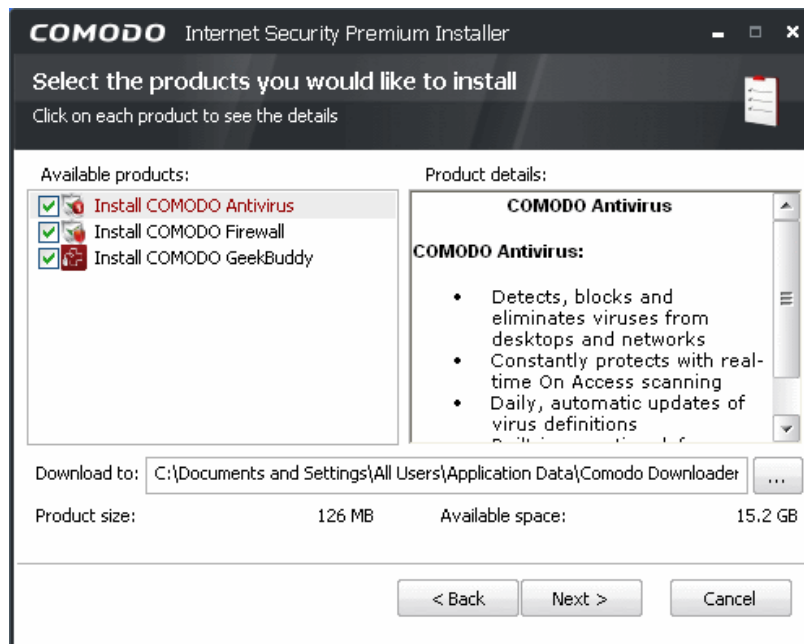 COMODO Internet Security Premium Installer
Select the products you would like to install
Click on each product to see the details
Available products:
Install COMODO Antivirus
Install COMODO Firewall
Install COMODO GeekBuddy
Product details:
COMODO Antivirus
COMODO Antivirus:
• Detects, blocks and
eliminates viruses from
desktops and networks
• Constantly protects with real-
time On Access scanning
• Daily, automatic updates of
virus definitions
Download to: C:\Documents and Settings\All Users\Application Data\Comodo Downloader ...
Product size: 126 MB Available space: 15.2 GB
< Back Next > Cancel